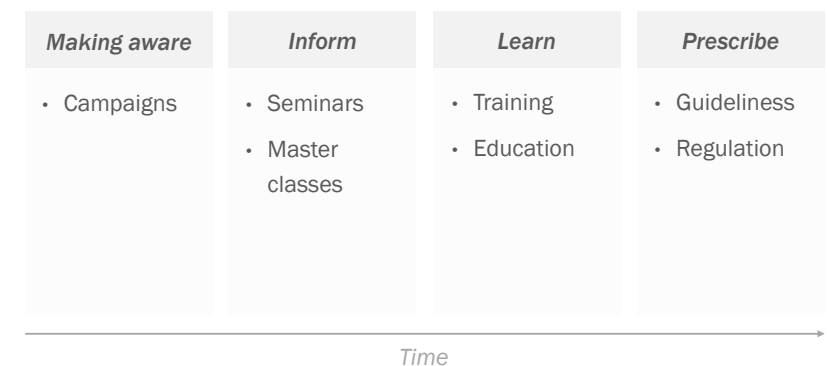 Making aware
Inform
Learn
Prescribe
• Campaigns
• Seminars
• Master
classes
• Training
• Education
• Guideliness
• Regulation
Time